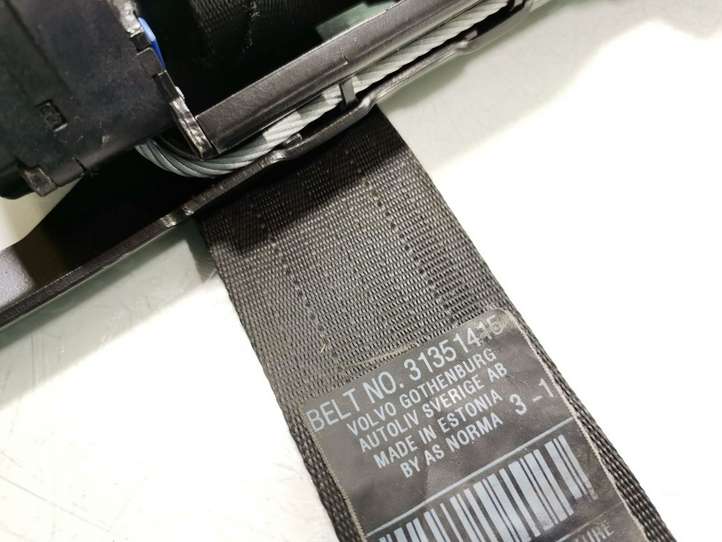 BELT NO. 31351415
VOLVO GOTHENBURG
AUTOLIV SVERIGE AB
MADE IN ESTONIA
BY AS NORMA 3-1